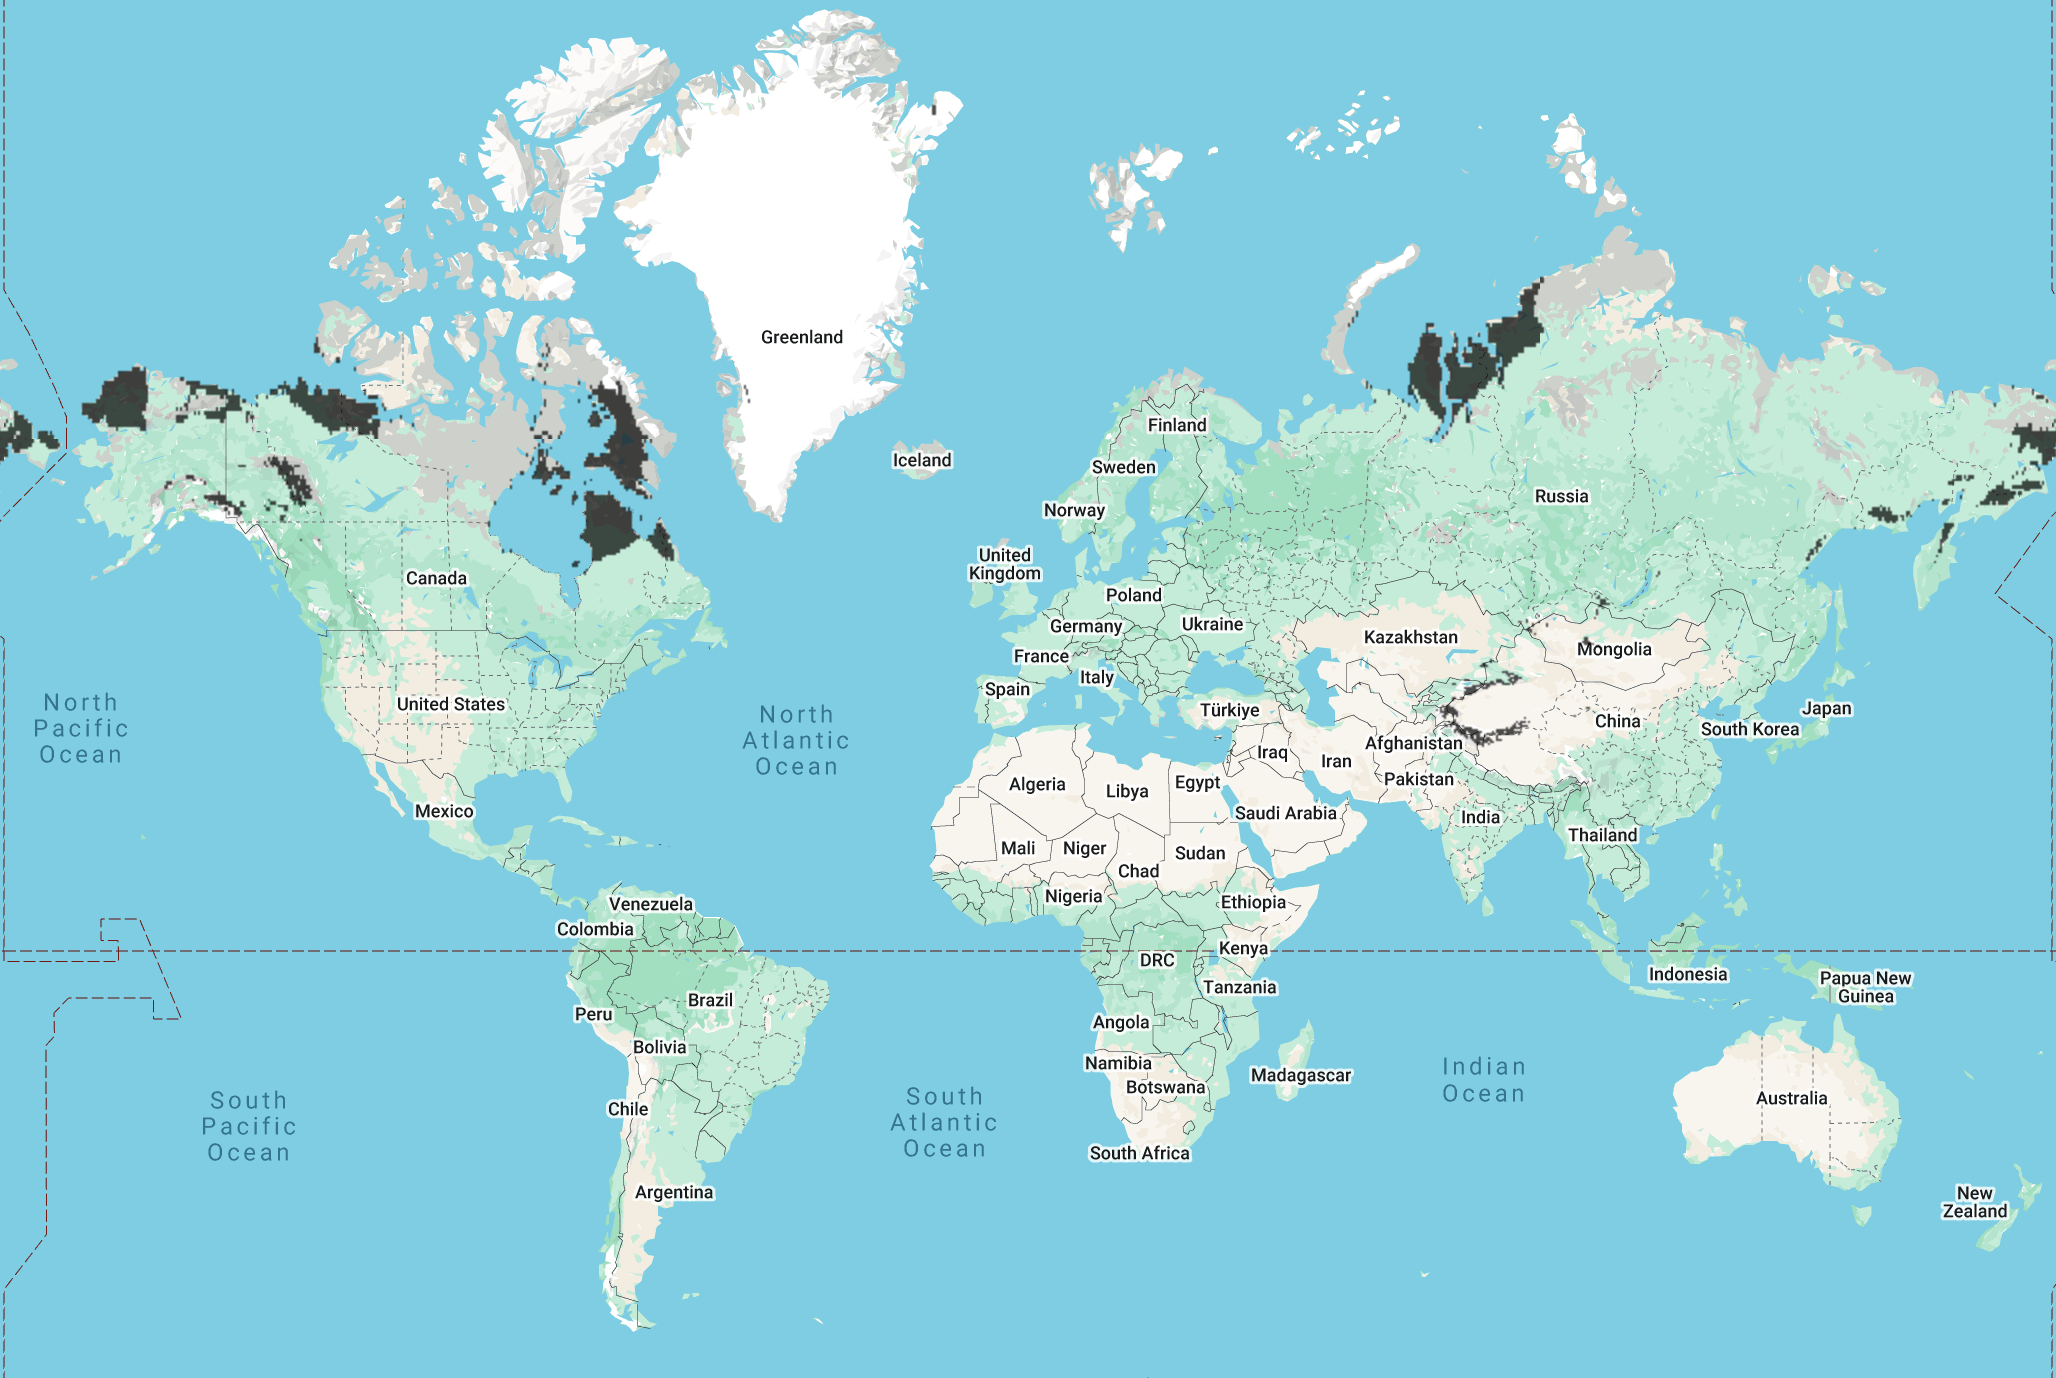 Greenland
Finland
Iceland
Sweden
Russia
Norway
United
Kingdom
Canada
Poland
Ukraine
Germany
Kazakhstan
Mongolia
France
Italy
Spain
North
Pacific
Ocean
United States
Türkiye
North
Atlantic
Ocean
China
Japan
South Korea
Afghanistan
Iraq
Iran
Pakistan
Algeria
Libya
Egypt
Mexico
Saudi Arabia
India
Thailand
Mali
Niger
Sudan
Chad
Nigeria
Ethiopia
Venezuela
Colombia
Kenya
DRC
Indonesia
Papua New
Guinea
Tanzania
Brazil
Peru
Angola
Bolivia
Namibia
Botswana
Madagascar
Indian
Ocean
Australia
South
Pacific
Ocean
Chile
South
Atlantic
Ocean
South Africa
Argentina
New
Zealand